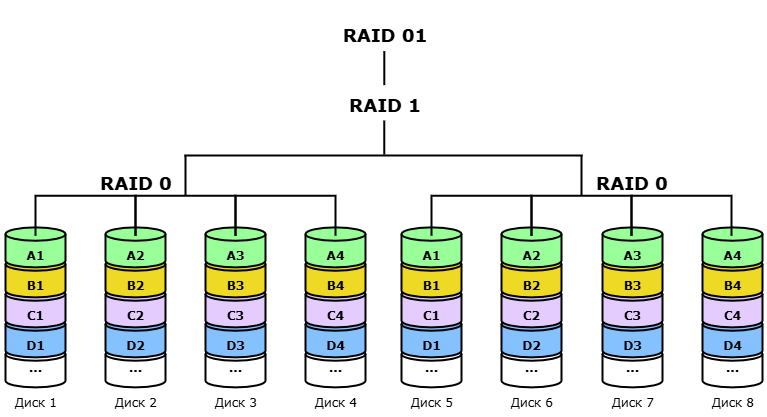 RAID 01
RAID 1
RAID 0 RAID 0
A1 A2 A3 A4 A1 A2 A3 A4
B1 B2 B3 B4 B1 B2 B3 B4
C1 C2 C3 C4 C1 C2 C3 C4
D1 D2 D3 D4 D1 D2 D3 D4
... ... ... ... ... ... ... ...
Диск 1 Диск 2 Диск 3 Диск 4 Диск 5 Диск 6 Диск 7 Диск 8